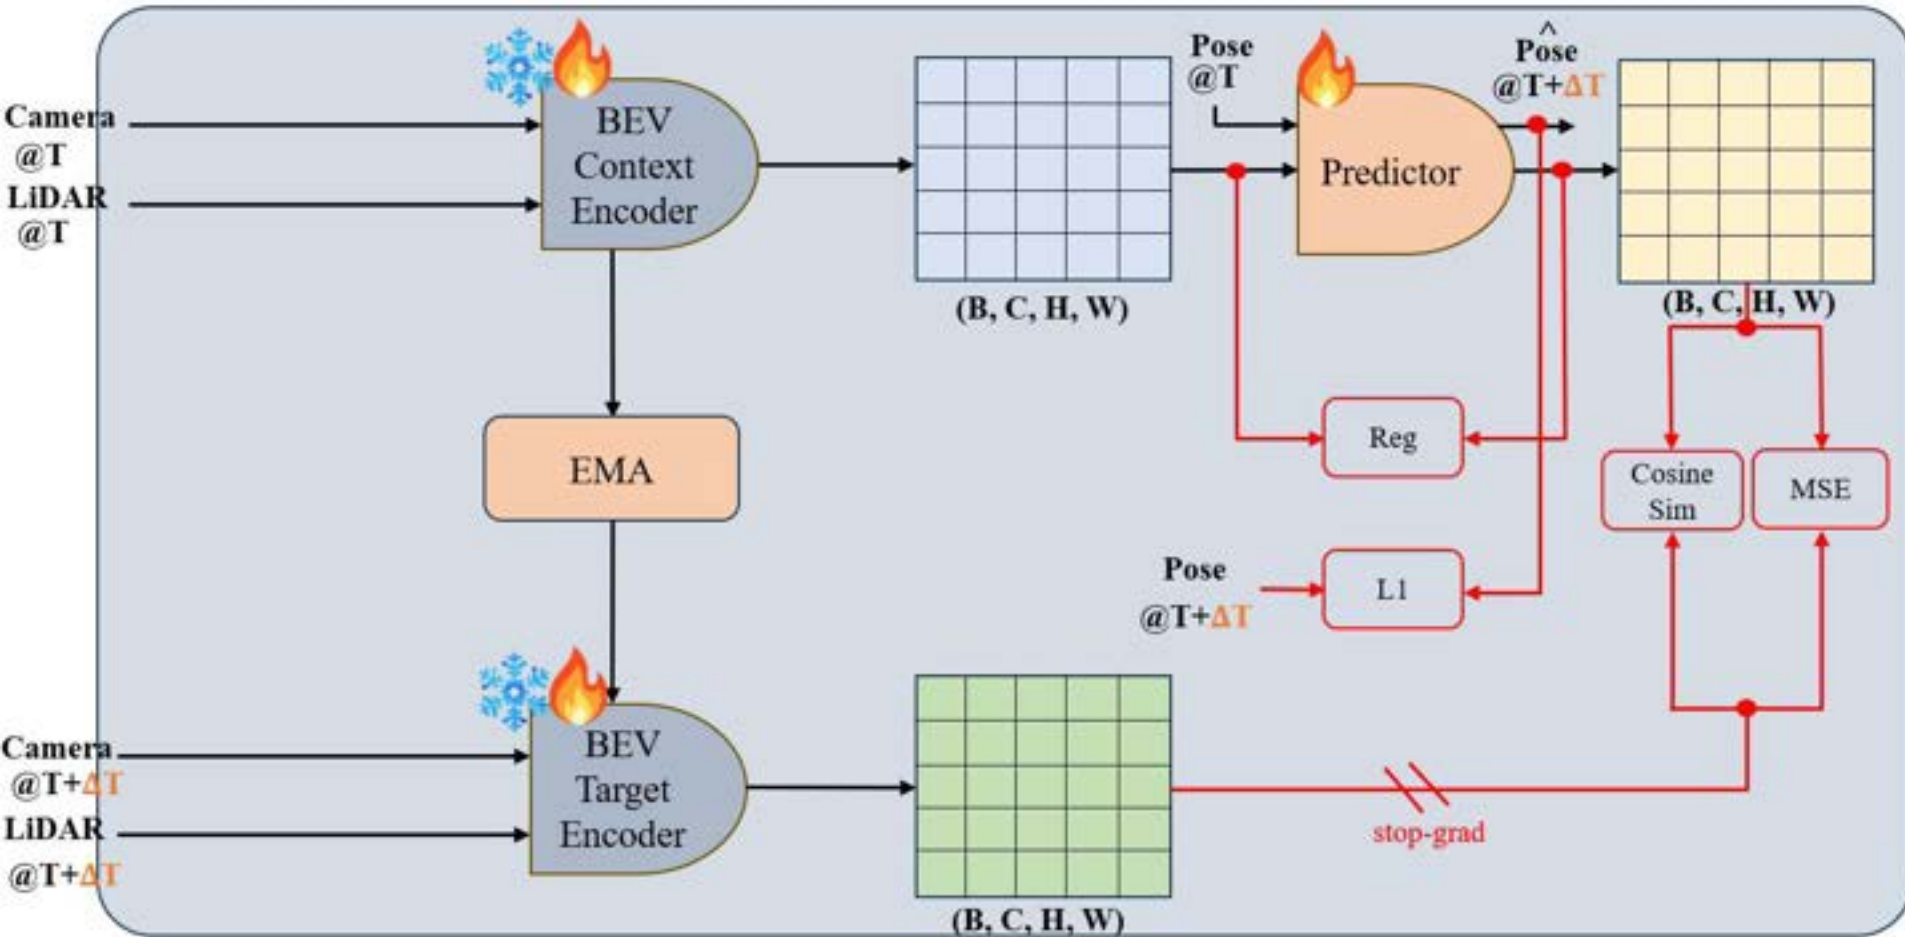 Camera
@T
LiDAR
@T
BEV
Context
Encoder
(B, C, H, W)
Pose
@T
Predictor
^
Pose
@T+ΔT
(B, C, H, W)
EMA
Reg
Cosine
Sim
MSE
Pose
@T+ΔT
L1
Camera
@T+ΔT
LiDAR
@T+ΔT
BEV
Target
Encoder
(B, C, H, W)
stop-grad